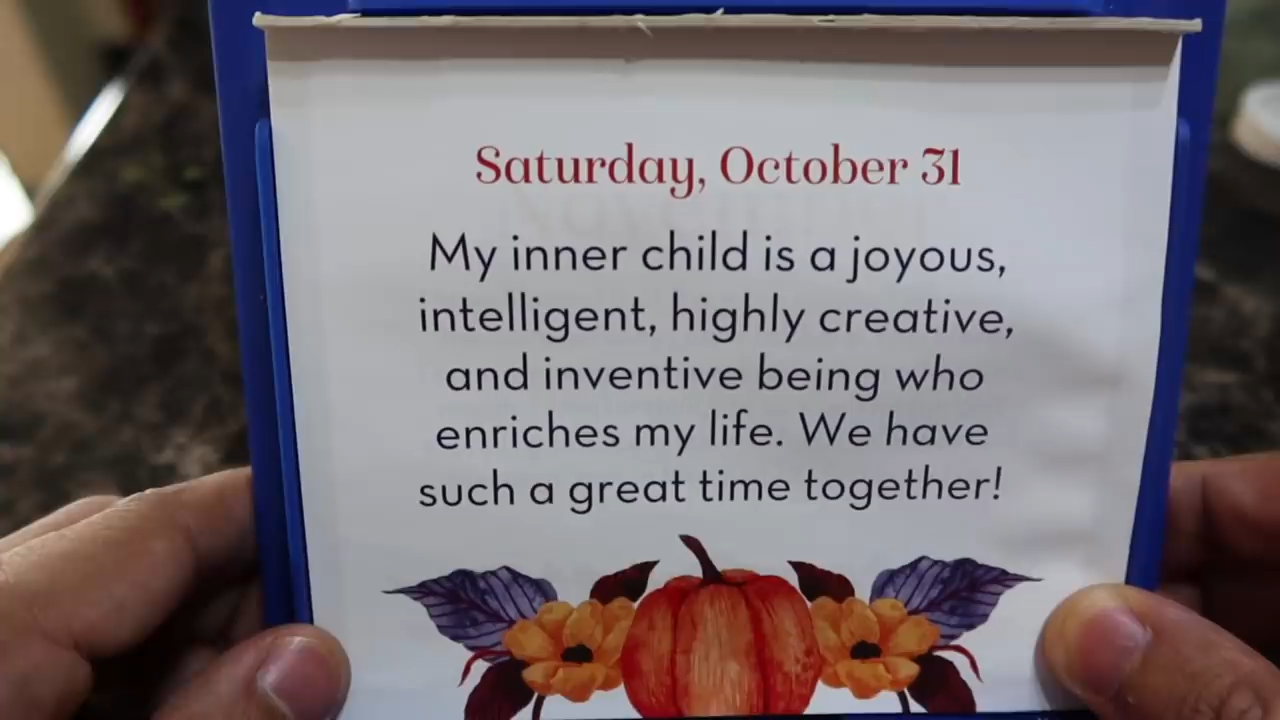 Saturday, October 31
My inner child is a joyous,
intelligent, highly creative,
and inventive being who
enriches my life. We have
such a great time together!